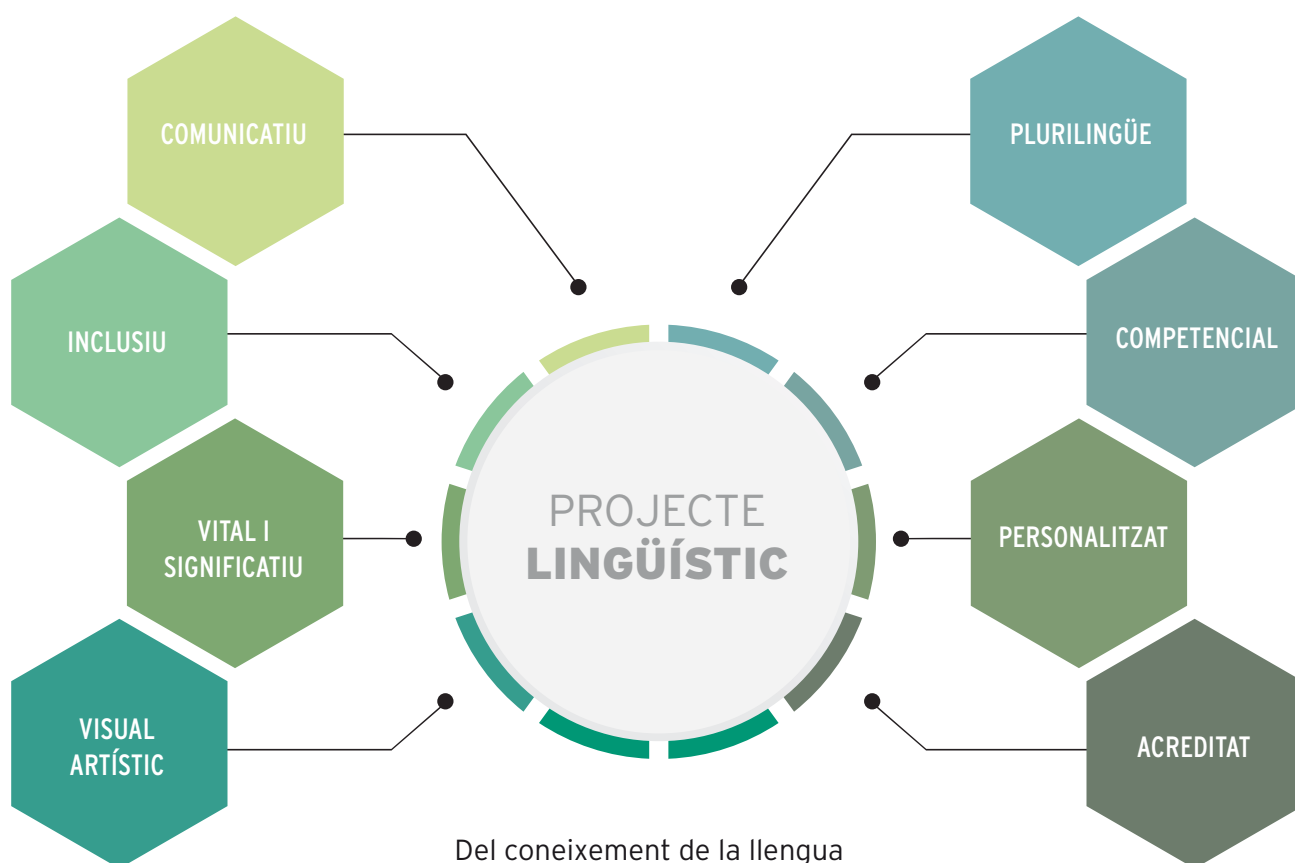 COMUNICATIU
INCLUSIU
VITAL I
SIGNIFICATIU
VISUAL
ARTÍSTIC
PROJECTE
LINGÜÍSTIC
PLURILINGÜE
COMPETENCIAL
PERSONALITZAT
ACREDITAT
Del coneixement de la llengua